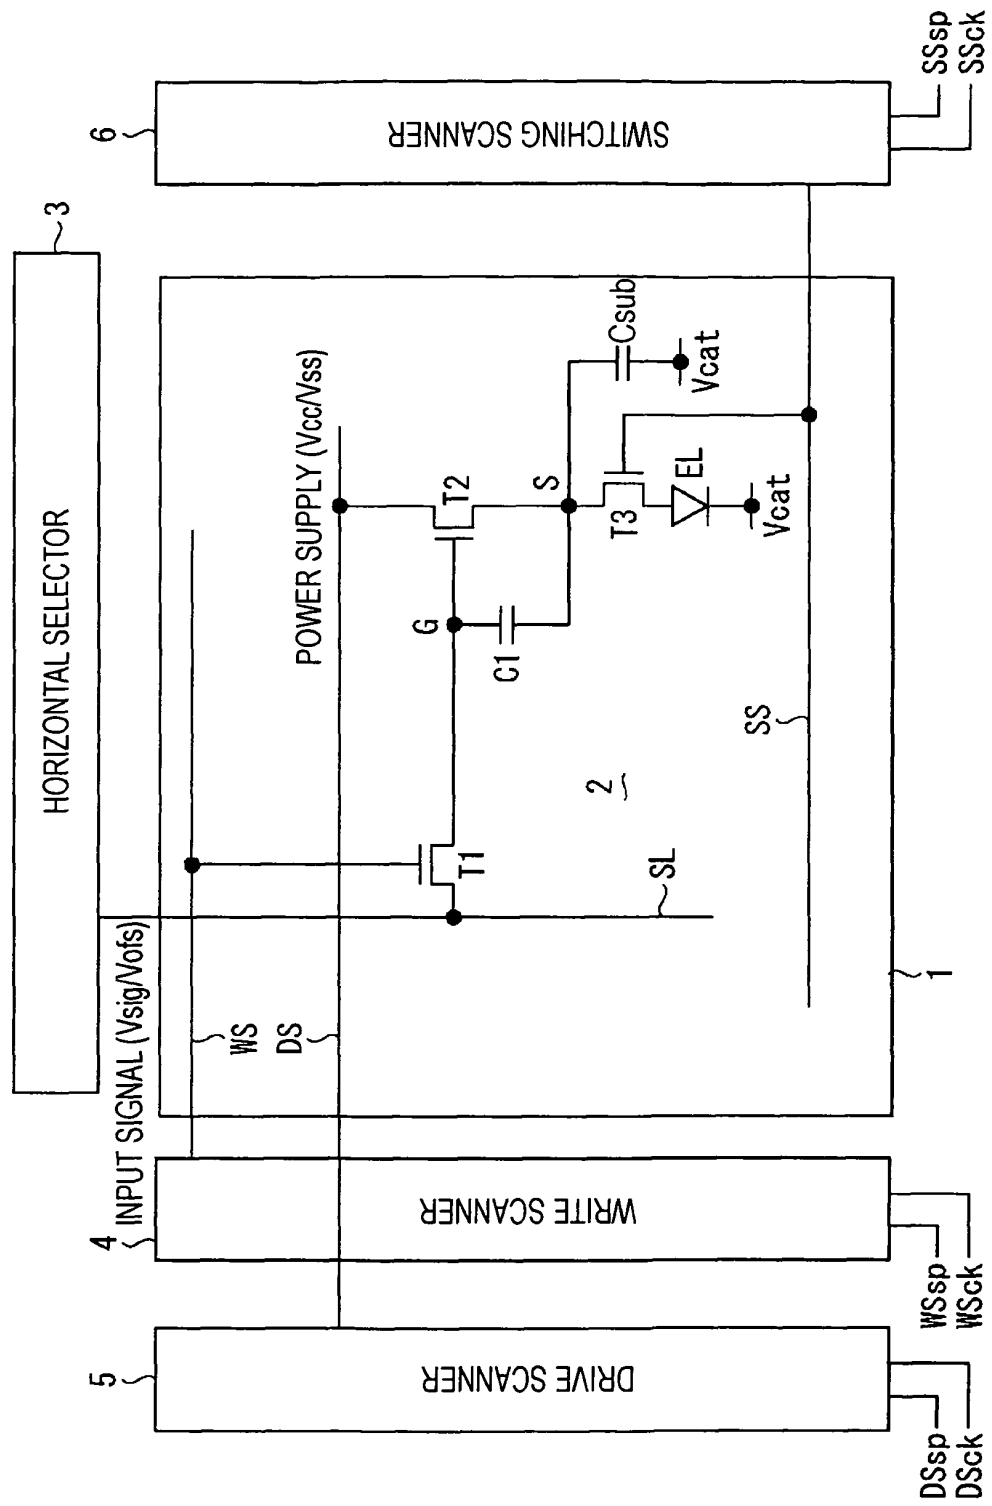 3
HORIZONTAL SELECTOR
INPUT SIGNAL (Vsig/Vofs)
5
DRIVE SCANNER
4
WRITE SCANNER
6
SWITCHING SCANNER
WS
DS
POWER SUPPLY (Vcc/Vss)
T1
G
T2
C1
S
Csub
Vcat
T3
EL
Vcat
2
SL
SS
1
DSsp
DSck
WSsp
WSck
SSsp
SSck